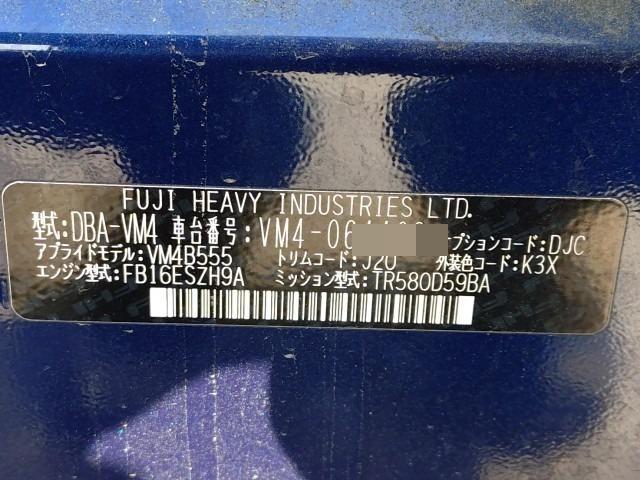 FUJI HEAVY INDUSTRIES LTD.
型式:DBA-VM4 車台番号:VM4-06
アプライドモデル:VM4B555 トリムコード:J20 オプションコード:DJC
エンジン型式:FB16ESZH9A ミッション型式:TR580D59BA 外装色コード:K3X